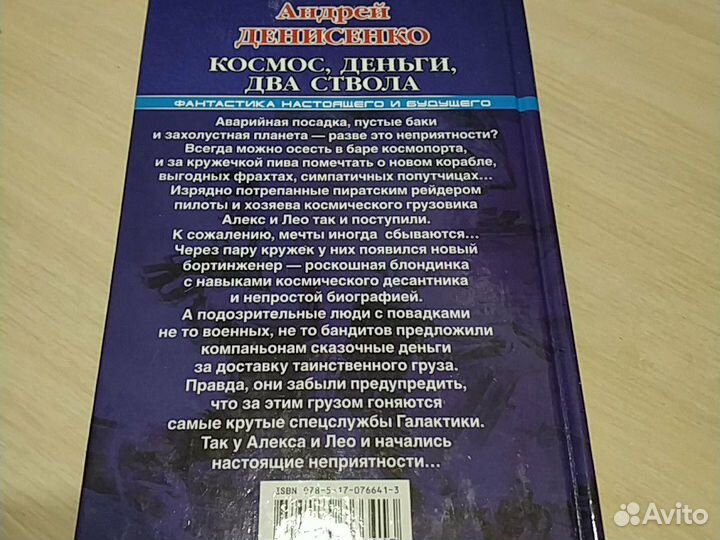 Андрей
ДЕНИСЕНКО
КОСМОС, ДЕНЬГИ,
ДВА СТВОЛА
ФАНТАСТИКА НАСТОЯЩЕГО И БУДУЩЕГО
Аварийная посадка, пустые баки
и захолустная планета — разве это неприятности?
Всегда можно осесть в баре космопорта,
и за кружечкой пива помечтать о новом корабле,
выгодных фрахтах, симпатичных попутчицах...
Изрядно потрепанные пиратским рейдером
пилоты и хозяева космического грузовика
Алекс и Лео так и поступили.
К сожалению, мечты иногда сбываются...
Через пару кружек у них появился новый
бортинженер — роскошная блондинка
с навыками космического десантника
и непростой биографией.
А подозрительные люди с повадками
не то военных, не то бандитов предложили
компаньонам сказочные деньги
за доставку таинственного груза.
Правда, они забыли предупредить,
что за этим грузом гоняются
самые крутые спецслужбы Галактики.
Так у Алекса и Лео и начались
настоящие неприятности...
ISBN 978-5-17-076641-3
Avito